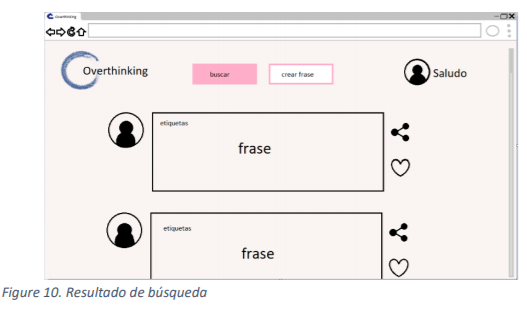 Overthinking
Overthinking
buscar
crear frase
Saludo
etiquetas
frase
etiquetas
frase
Figure 10. Resultado de búsqueda